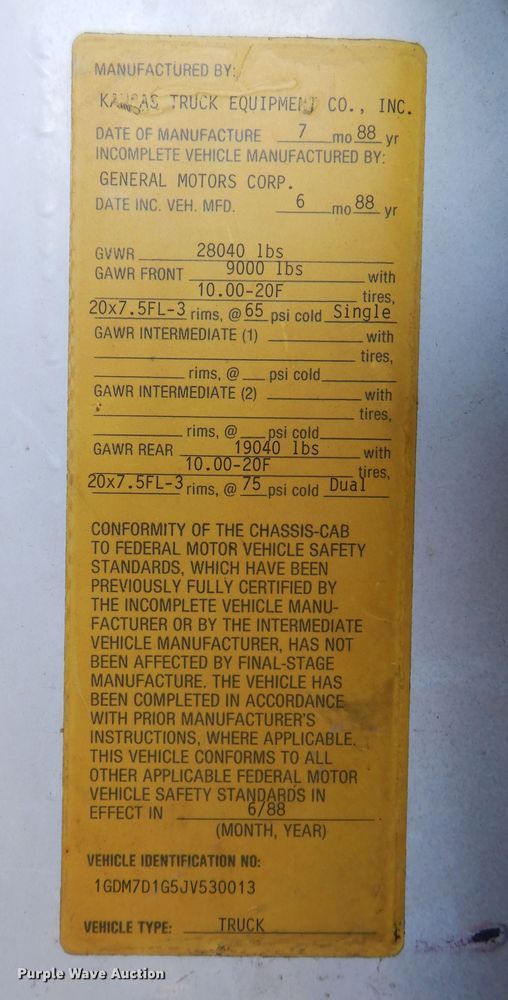 MANUFACTURED BY:
KANSAS TRUCK EQUIPMENT CO., INC.
DATE OF MANUFACTURE 7 mo 88 yr
INCOMPLETE VEHICLE MANUFACTURED BY:
GENERAL MOTORS CORP.
DATE INC. VEH. MFD. 6 mo 88 yr
GVWR 28040 lbs
GAWR FRONT 9000 lbs with
10.00-20F tires,
20x7.5FL-3 rims, @ 65 psi cold Single
GAWR INTERMEDIATE (1) with
tires,
rims, @ psi cold
GAWR INTERMEDIATE (2) with
tires,
rims, @ psi cold
GAWR REAR 19040 lbs with
10.00-20F tires,
20x7.5FL-3 rims, @ 75 psi cold Dual
CONFORMITY OF THE CHASSIS-CAB
TO FEDERAL MOTOR VEHICLE SAFETY
STANDARDS, WHICH HAVE BEEN
PREVIOUSLY FULLY CERTIFIED BY
THE INCOMPLETE VEHICLE MANU-
FACTURER OR BY THE INTERMEDIATE
VEHICLE MANUFACTURER, HAS NOT
BEEN AFFECTED BY FINAL-STAGE
MANUFACTURE. THE VEHICLE HAS
BEEN COMPLETED IN ACCORDANCE
WITH PRIOR MANUFACTURER'S
INSTRUCTIONS, WHERE APPLICABLE.
THIS VEHICLE CONFORMS TO ALL
OTHER APPLICABLE FEDERAL MOTOR
VEHICLE SAFETY STANDARDS IN
EFFECT IN 6/88
(MONTH, YEAR)
VEHICLE IDENTIFICATION NO:
1GDM7D1G5JV530013
VEHICLE TYPE: TRUCK
Purple Wave Auction